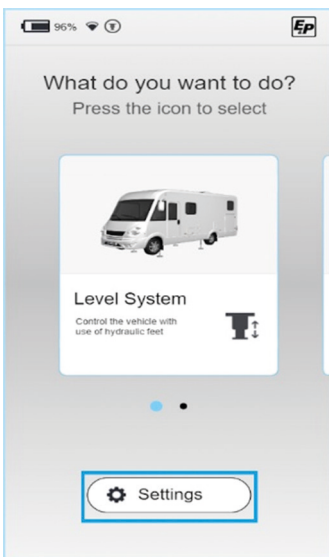 96%
E&P
What do you want to do?
Press the icon to select
Level System
Control the vehicle with
use of hydraulic feet
Settings